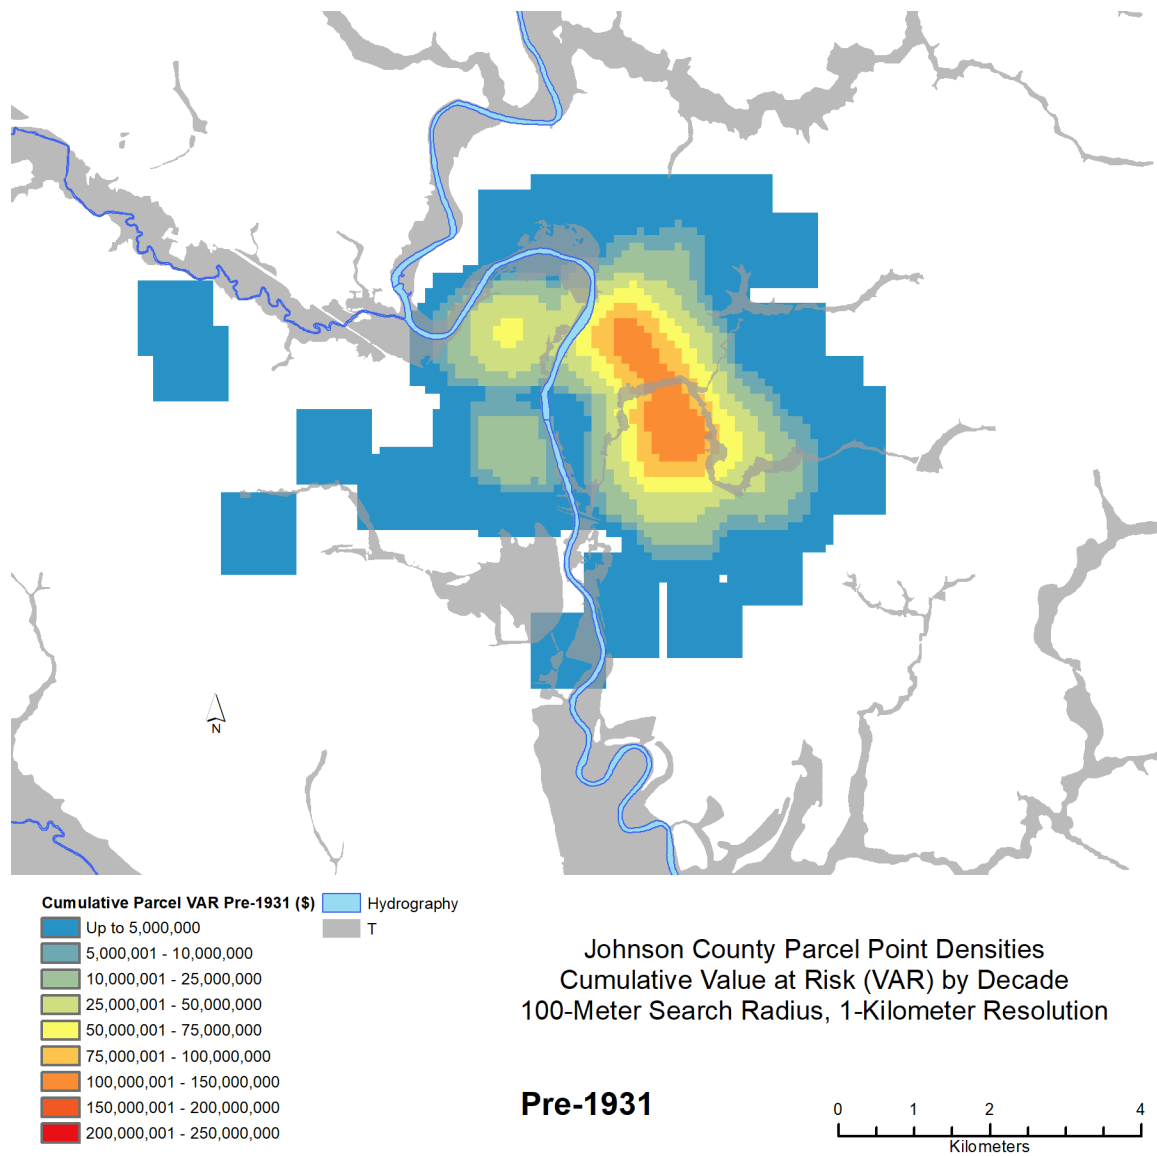 N
Cumulative Parcel VAR Pre-1931 ($)
Up to 5,000,000
5,000,001 - 10,000,000
10,000,001 - 25,000,000
25,000,001 - 50,000,000
50,000,001 - 75,000,000
75,000,001 - 100,000,000
100,000,001 - 150,000,000
150,000,001 - 200,000,000
200,000,001 - 250,000,000
Hydrography
T
Johnson County Parcel Point Densities
Cumulative Value at Risk (VAR) by Decade
100-Meter Search Radius, 1-Kilometer Resolution
Pre-1931
0 1 2 4
Kilometers